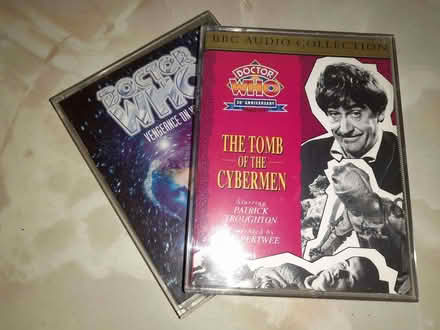 DOCTOR
WHO
VENGEANCE ON
BBC AUDIO COLLECTION
DOCTOR
WHO
30th ANNIVERSARY
THE TOMB
OF THE
CYBERMEN
Starring
PATRICK
TROUGHTON
PERTWEE